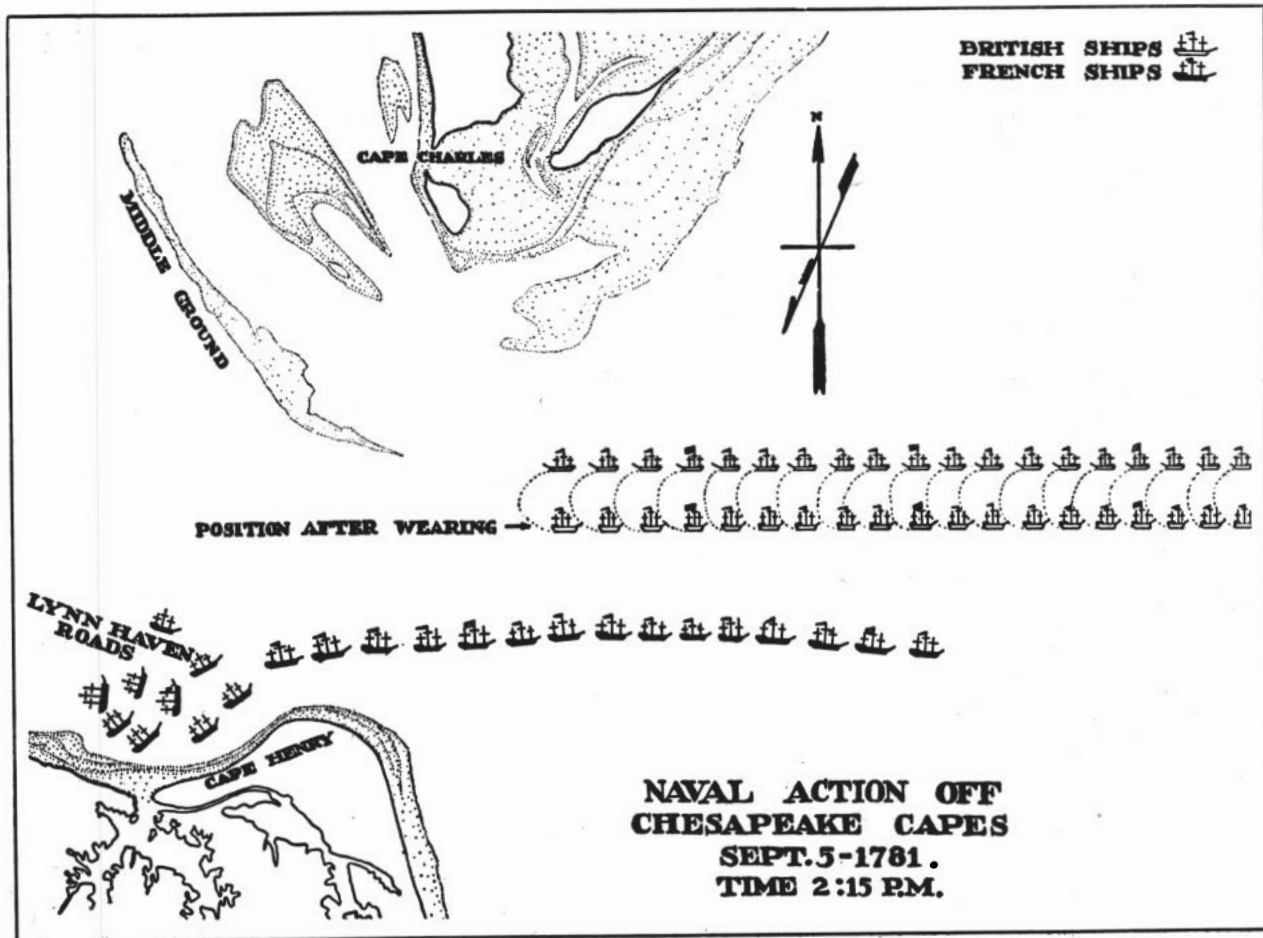 BRITISH SHIPS
FRENCH SHIPS
N
CAPE CHARLES
MIDDLE GROUND
POSITION AFTER WEARING
LYNN HAVEN
ROADS
CAPE HENRY
NAVAL ACTION OFF
CHESAPEAKE CAPES
SEPT. 5-1781.
TIME 2:15 P.M.